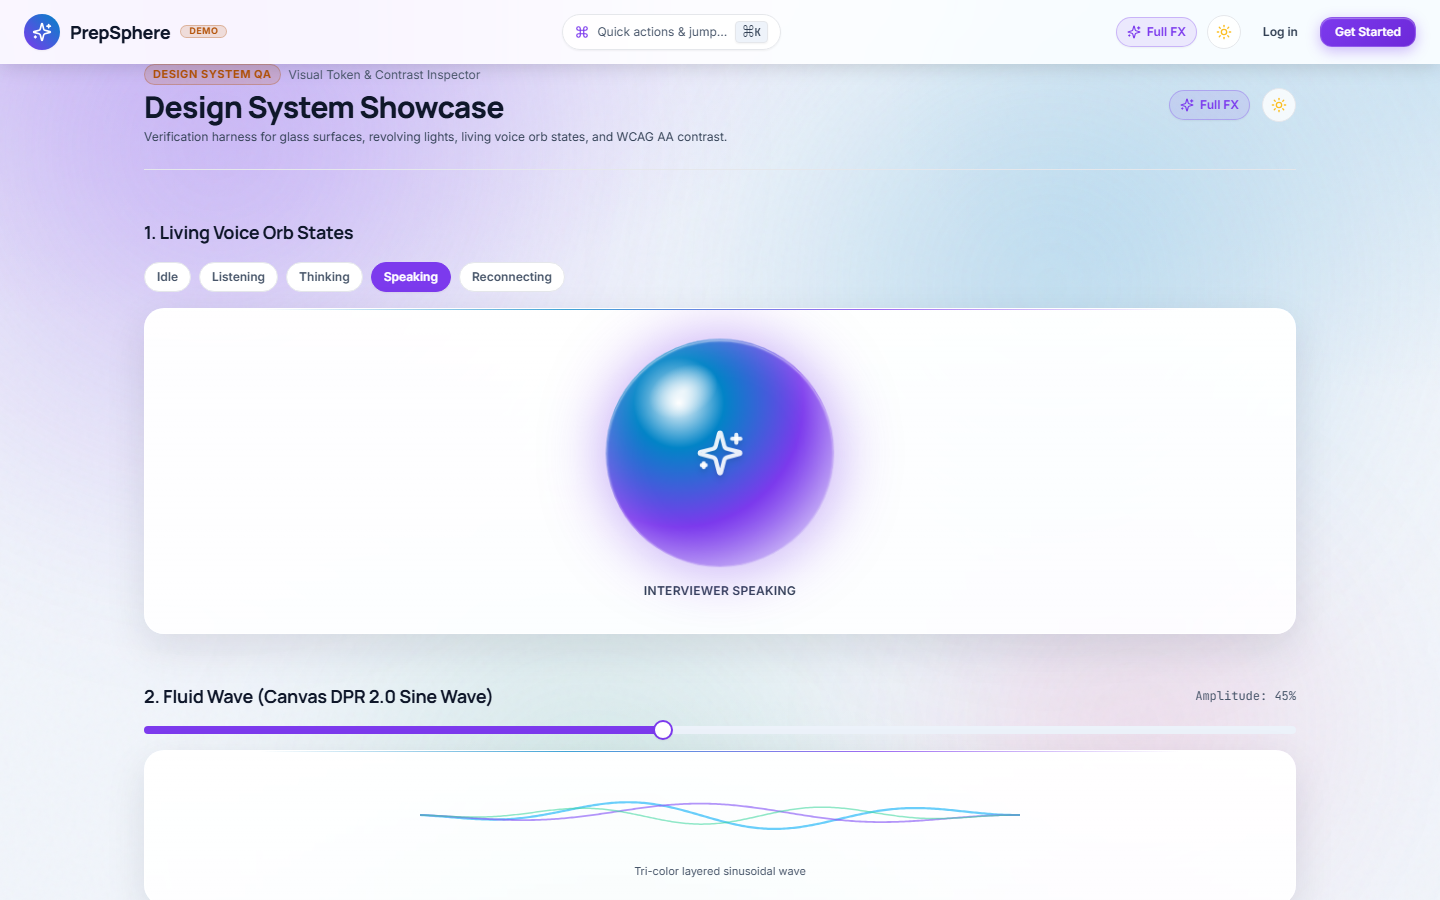 PrepSphere DEMO
Quick actions & jump... ⌘K
Full FX
Log in
Get Started
DESIGN SYSTEM QA Visual Token & Contrast Inspector
Design System Showcase
Full FX
Verification harness for glass surfaces, revolving lights, living voice orb states, and WCAG AA contrast.
1. Living Voice Orb States
Idle
Listening
Thinking
Speaking
Reconnecting
INTERVIEWER SPEAKING
2. Fluid Wave (Canvas DPR 2.0 Sine Wave)
Amplitude: 45%
Tri-color layered sinusoidal wave